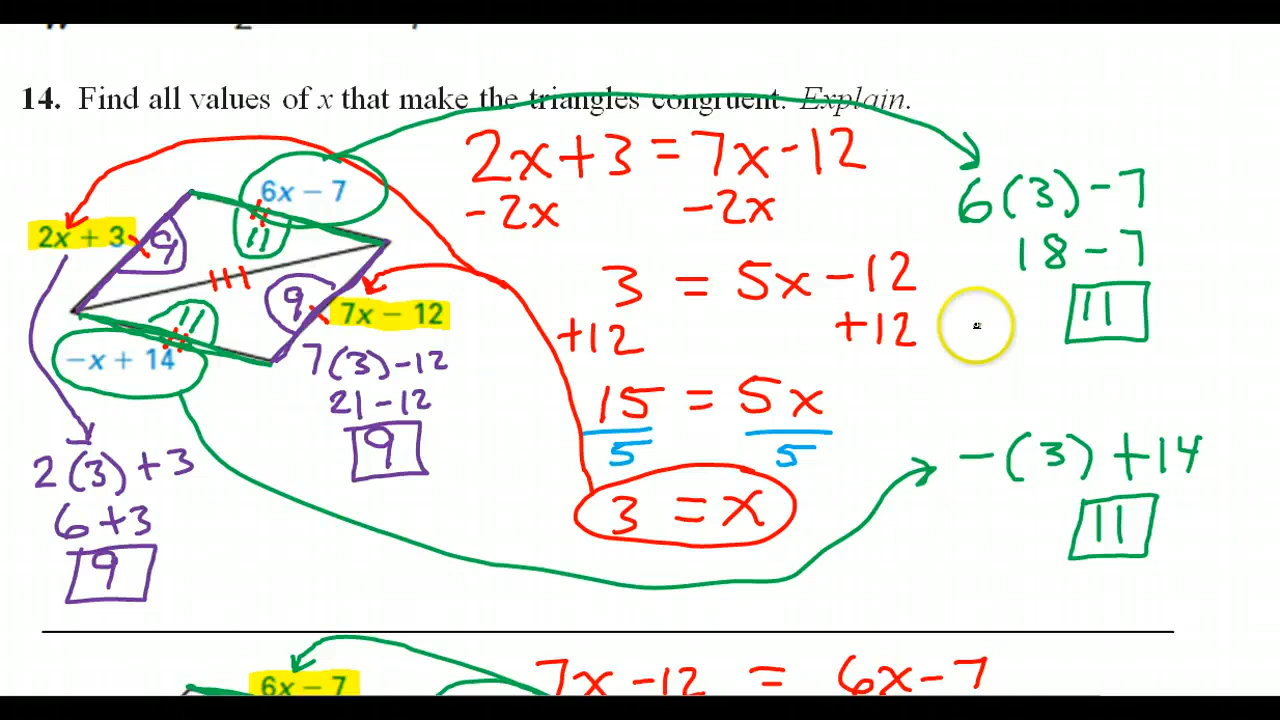 14. Find all values of x that make the triangles congruent. Explain.
2x + 3
6x − 7
9
11
11
9
7x − 12
−x + 14
7(3)−12
21−12
9
2(3)+3
6+3
9
2x+3=7x−12
−2x −2x
3 = 5x−12
+12 +12
15 = 5x
5 5
3 = x
6(3)−7
18−7
11
−(3)+14
11
6x − 7
7x−12 = 6x−7